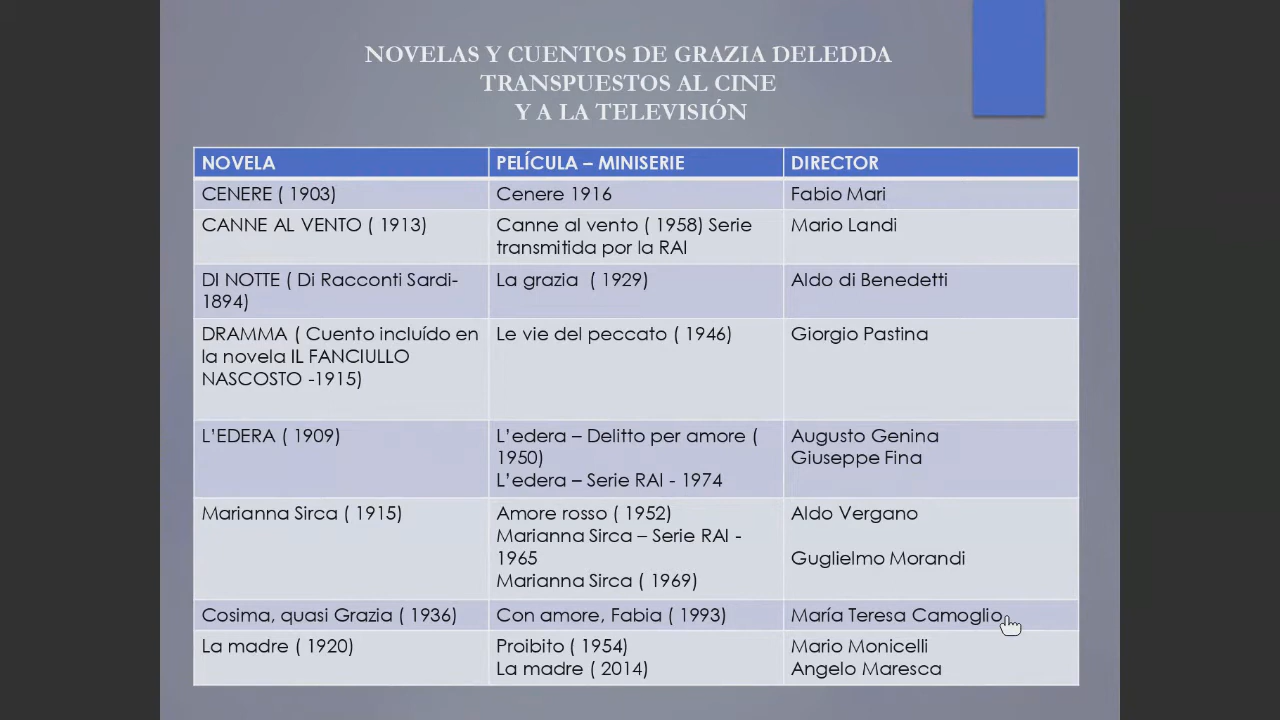 NOVELAS Y CUENTOS DE GRAZIA DELEDDA
TRANSPUESTOS AL CINE
Y A LA TELEVISIÓN
NOVELA
PELÍCULA – MINISERIE
DIRECTOR
CENERE ( 1903)
Cenere 1916
Fabio Mari
CANNE AL VENTO ( 1913)
Canne al vento ( 1958) Serie
transmitida por la RAI
Mario Landi
DI NOTTE ( Di Racconti Sardi-
1894)
La grazia ( 1929)
Aldo di Benedetti
DRAMMA ( Cuento incluído en
la novela IL FANCIULLO
NASCOSTO -1915)
Le vie del peccato ( 1946)
Giorgio Pastina
L’EDERA ( 1909)
L’edera – Delitto per amore (
1950)
L’edera – Serie RAI - 1974
Augusto Genina
Giuseppe Fina
Marianna Sirca ( 1915)
Amore rosso ( 1952)
Marianna Sirca – Serie RAI -
1965
Marianna Sirca ( 1969)
Aldo Vergano
Guglielmo Morandi
Cosima, quasi Grazia ( 1936)
Con amore, Fabia ( 1993)
María Teresa Camoglio
La madre ( 1920)
Proibito ( 1954)
La madre ( 2014)
Mario Monicelli
Angelo Maresca